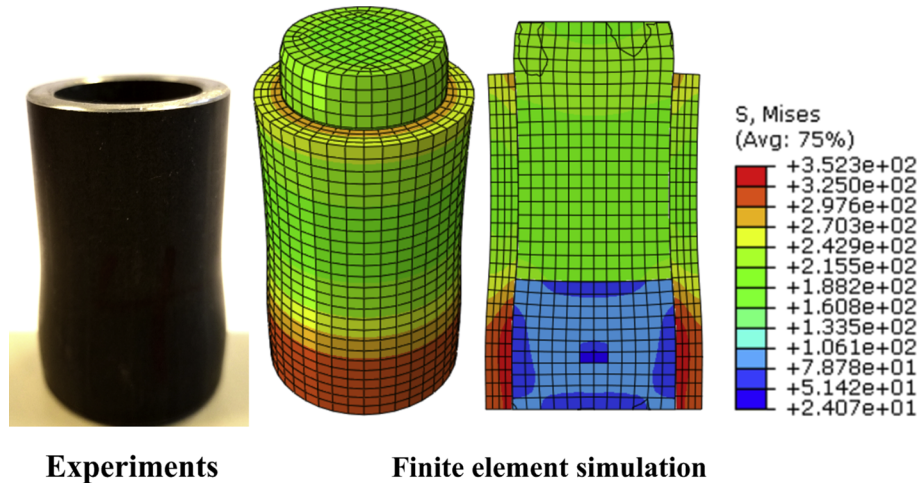 S, Mises
(Avg: 75%)
+3.523e+02
+3.250e+02
+2.976e+02
+2.703e+02
+2.429e+02
+2.155e+02
+1.882e+02
+1.608e+02
+1.335e+02
+1.061e+02
+7.878e+01
+5.142e+01
+2.407e+01
Experiments
Finite element simulation